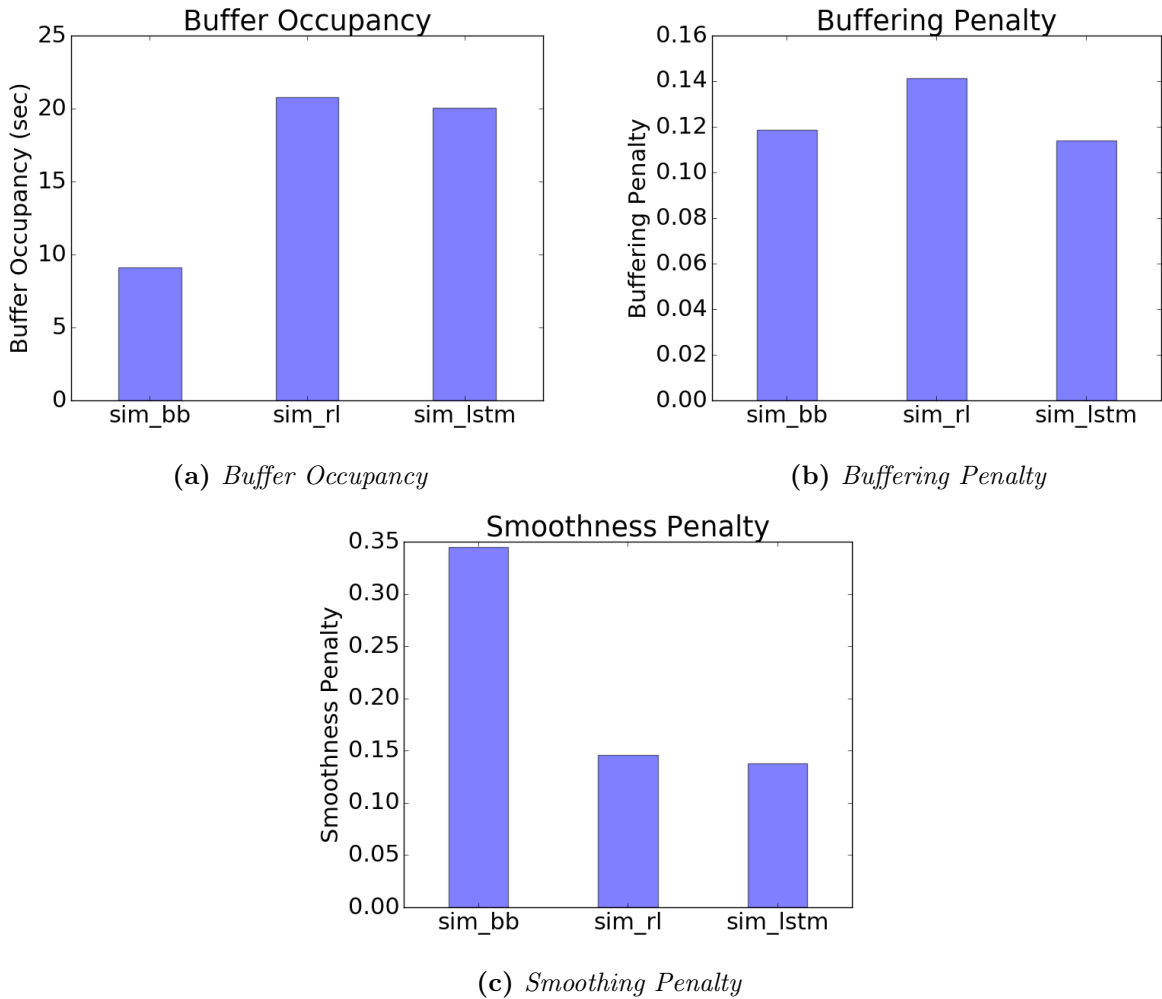 Buffer Occupancy
Buffer Occupancy (sec)
25
20
15
10
5
0
sim_bb sim_rl sim_lstm
(a) Buffer Occupancy
Buffering Penalty
Buffering Penalty
0.16
0.14
0.12
0.10
0.08
0.06
0.04
0.02
0.00
sim_bb sim_rl sim_lstm
(b) Buffering Penalty
Smoothness Penalty
Smoothness Penalty
0.35
0.30
0.25
0.20
0.15
0.10
0.05
0.00
sim_bb sim_rl sim_lstm
(c) Smoothing Penalty